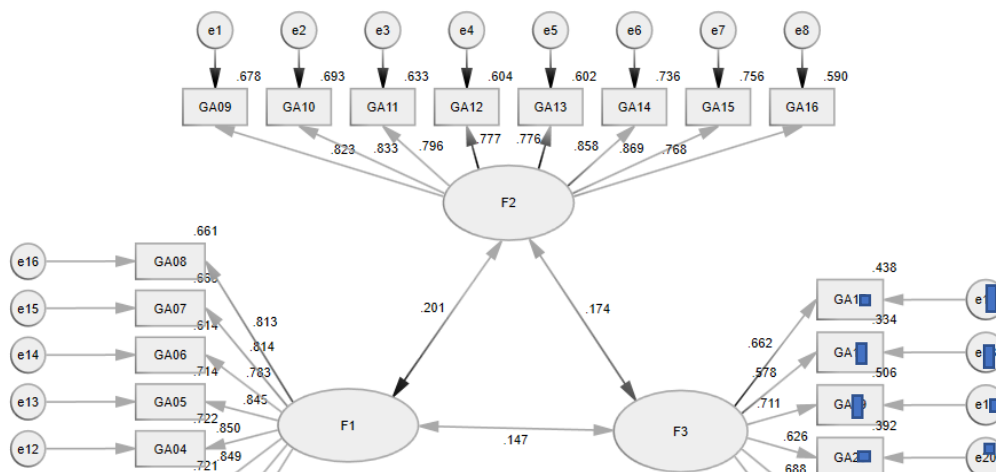 e1 e2 e3 e4 e5 e6 e7 e8
.678 .693 .633 .604 .602 .736 .756 .590
GA09 GA10 GA11 GA12 GA13 GA14 GA15 GA16
.823 .833 .796 .777 .776 .858 .869 .768
F2
.661
e16 GA08
e15 GA07
.614
e14 GA06
.714
e13 GA05
.722
e12 GA04
.721
.813
.814
.783
.845
.850
.849
.201 .174
F1 F3
.147
.438
.334
.506
.392
e20
.662
.578
.711
.626
.688